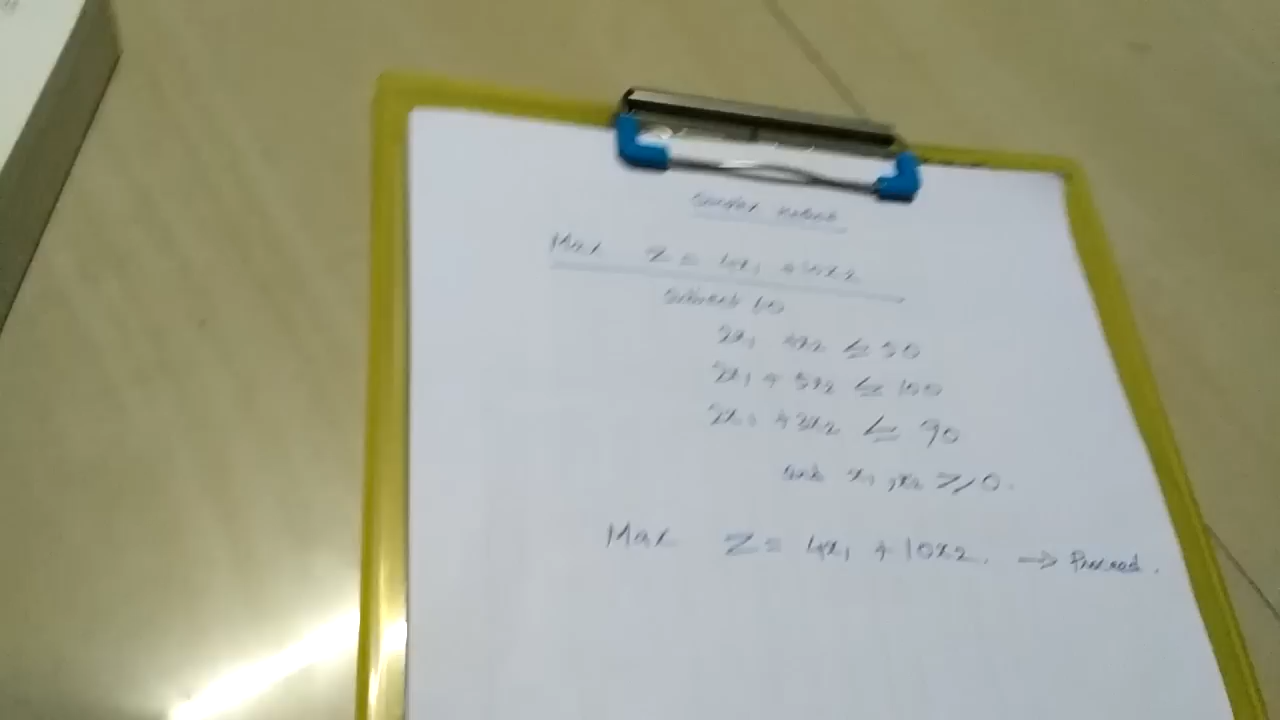 Simplex Method
Max Z = 4x₁ + 10x₂
Subject to
2x₁ + x₂ ≤ 50
2x₁ + 5x₂ ≤ 100
2x₁ + 3x₂ ≤ 90
and x₁, x₂ ≥ 0.
Max Z = 4x₁ + 10x₂. →